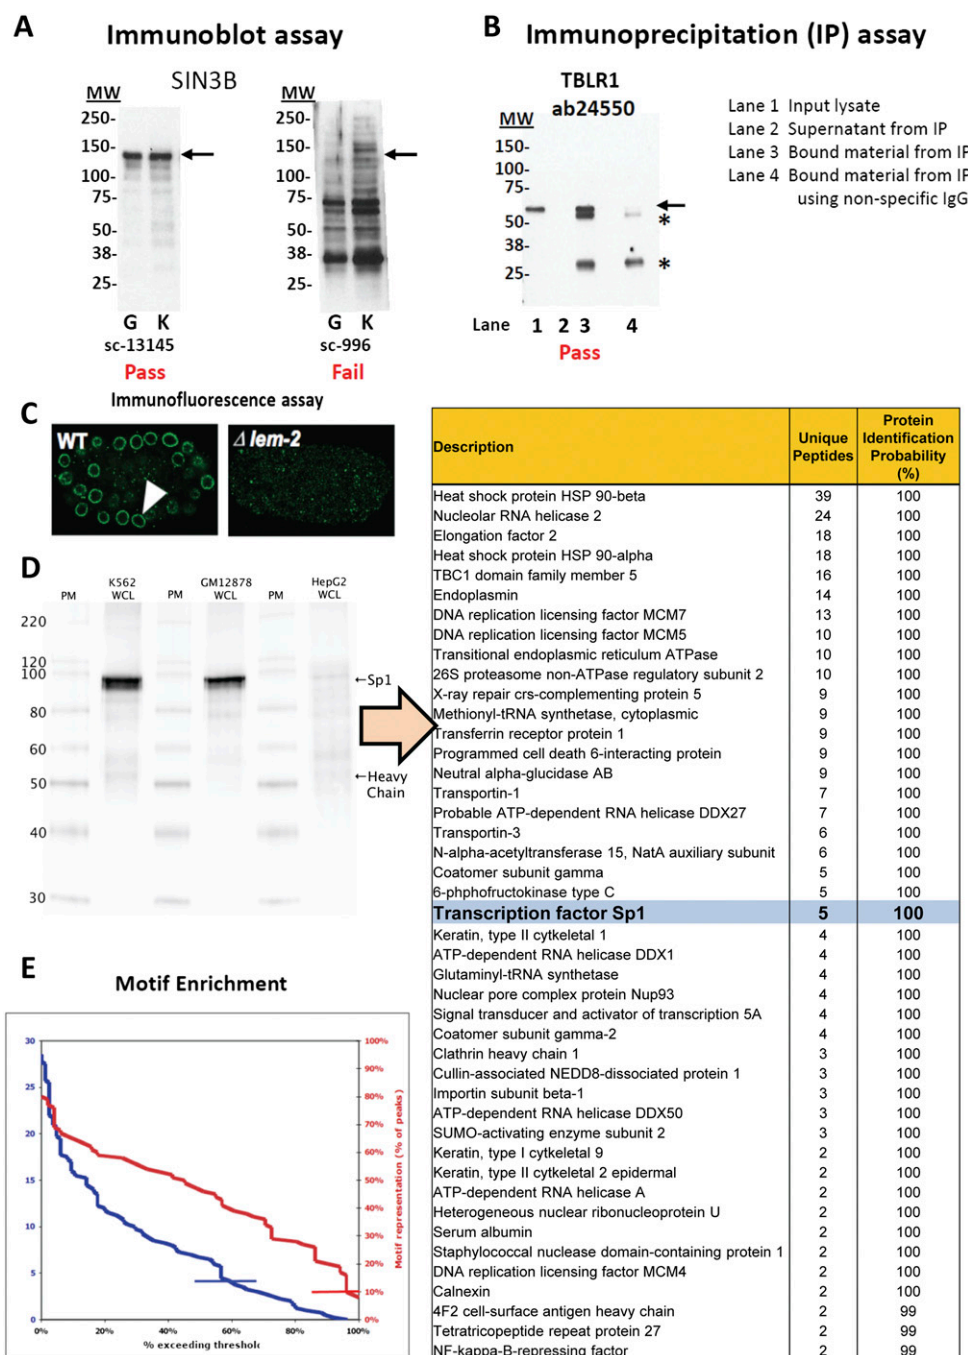 A
Immunoblot assay
SIN3B
MW
250-
150-
100-
75-
50-
38-
25-
G K
sc-13145
Pass
MW
250-
150-
100-
75-
50-
38-
25-
G K
sc-996
Fail
B
Immunoprecipitation (IP) assay
TBLR1
ab24550
MW
150-
100-
75-
50-
38-
25-
*
*
Lane 1 2 3 4
Pass
Lane 1 Input lysate
Lane 2 Supernatant from IP
Lane 3 Bound material from IP
Lane 4 Bound material from IP
using non-specific IgG
C
Immunofluorescence assay
WT
Δ lem-2
D
PM K562 WCL PM GM12878 WCL PM HepG2 WCL
220
120
100
80
60
50
40
30
←Sp1
←Heavy
Chain
Description Unique Peptides Protein Identification Probability (%)
Heat shock protein HSP 90-beta 39 100
Nucleolar RNA helicase 2 24 100
Elongation factor 2 18 100
Heat shock protein HSP 90-alpha 18 100
TBC1 domain family member 5 16 100
Endoplasmin 14 100
DNA replication licensing factor MCM7 13 100
DNA replication licensing factor MCM5 10 100
Transitional endoplasmic reticulum ATPase 10 100
26S proteasome non-ATPase regulatory subunit 2 10 100
X-ray repair crs-complementing protein 5 9 100
Methionyl-tRNA synthetase, cytoplasmic 9 100
Transferrin receptor protein 1 9 100
Programmed cell death 6-interacting protein 9 100
Neutral alpha-glucidase AB 9 100
Transportin-1 7 100
Probable ATP-dependent RNA helicase DDX27 7 100
Transportin-3 6 100
N-alpha-acetyltransferase 15, NatA auxiliary subunit 6 100
Coatomer subunit gamma 5 100
6-phphofructokinase type C 5 100
Transcription factor Sp1 5 100
Keratin, type II cytkeletal 1 4 100
ATP-dependent RNA helicase DDX1 4 100
Glutaminyl-tRNA synthetase 4 100
Nuclear pore complex protein Nup93 4 100
Signal transducer and activator of transcription 5A 4 100
Coatomer subunit gamma-2 4 100
Clathrin heavy chain 1 3 100
Cullin-associated NEDD8-dissociated protein 1 3 100
Importin subunit beta-1 3 100
ATP-dependent RNA helicase DDX50 3 100
SUMO-activating enzyme subunit 2 3 100
Keratin, type I cytkeletal 9 2 100
Keratin, type II cytkeletal 2 epidermal 2 100
ATP-dependent RNA helicase A 2 100
Heterogeneous nuclear ribonucleoprotein U 2 100
Serum albumin 2 100
Staphylococcal nuclease domain-containing protein 1 2 100
DNA replication licensing factor MCM4 2 100
Calnexin 2 100
4F2 cell-surface antigen heavy chain 2 99
Tetratricopeptide repeat protein 27 2 99
NF-kappa-B-repressing factor 2 99
E
Motif Enrichment
30
25
20
15
10
5
0
0% 20% 40% 60% 80% 100%
% exceeding threshold
100%
90%
80%
70%
60%
50%
40%
30%
20%
10%
0%
Motif representation (% of peaks)